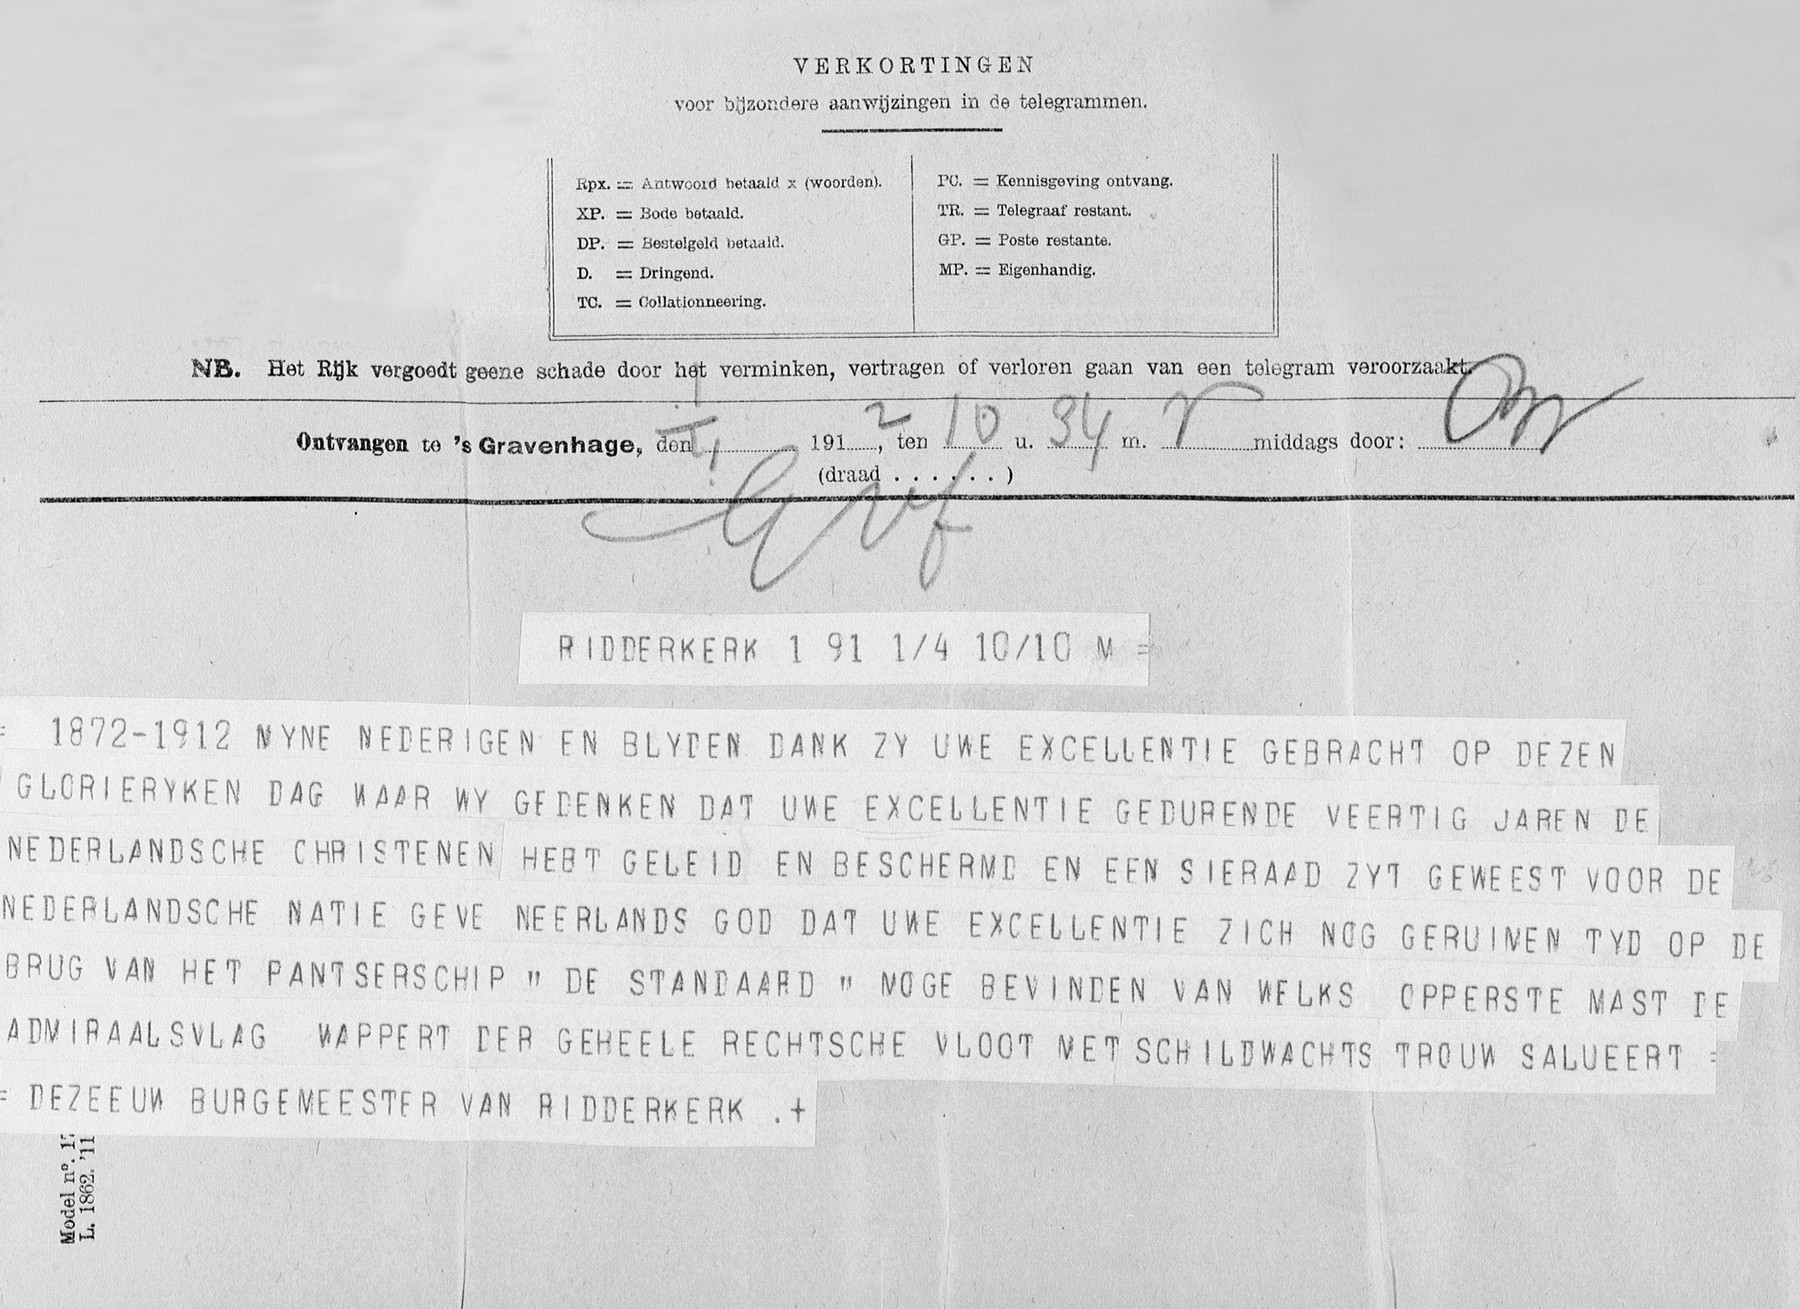 VERKORTINGEN
voor bijzondere aanwijzingen in de telegrammen.
Rpx. = Antwoord betaald x (woorden).
XP. = Bode betaald.
DP. = Bestelgeld betaald.
D. = Dringend.
TC. = Collationneering.
PC. = Kennisgeving ontvang.
TR. = Telegraaf restant.
GP. = Poste restante.
MP. = Eigenhandig.
NB. Het Rijk vergoedt geene schade door het verminken, vertragen of verloren gaan van een telegram veroorzaakt.
Ontvangen te 's Gravenhage, den 191 2, ten 10 u. 34 m. v middags door:
(draad . . . . . . )
RIDDERKERK 1 91 1/4 10/10 M =
= 1872-1912 MYNE NEDERIGEN EN BLYDEN DANK ZY UWE EXCELLENTIE GEBRACHT OP DEZEN
GLORIERYKEN DAG WAAR WY GEDENKEN DAT UWE EXCELLENTIE GEDURENDE VEERTIG JAREN DE
NEDERLANDSCHE CHRISTENEN HEBT GELEID EN BESCHERMD EN EEN SIERAAD ZYT GEWEEST VOOR DE
NEDERLANDSCHE NATIE GEVE NEERLANDS GOD DAT UWE EXCELLENTIE ZICH NOG GERUIMEN TYD OP DE
BRUG VAN HET PANTSERSCHIP " DE STANDAARD " MOGE BEVINDEN VAN WELKS OPPERSTE MAST DE
ADMIRAALSVLAG WAPPERT DER GEHEELE RECHTSCHE VLOOT MET SCHILDWACHTS TROUW SALUEERT =
= DEZEEUW BURGEMEESTER VAN RIDDERKERK . +
Model n°. 17
L. 1862. '11